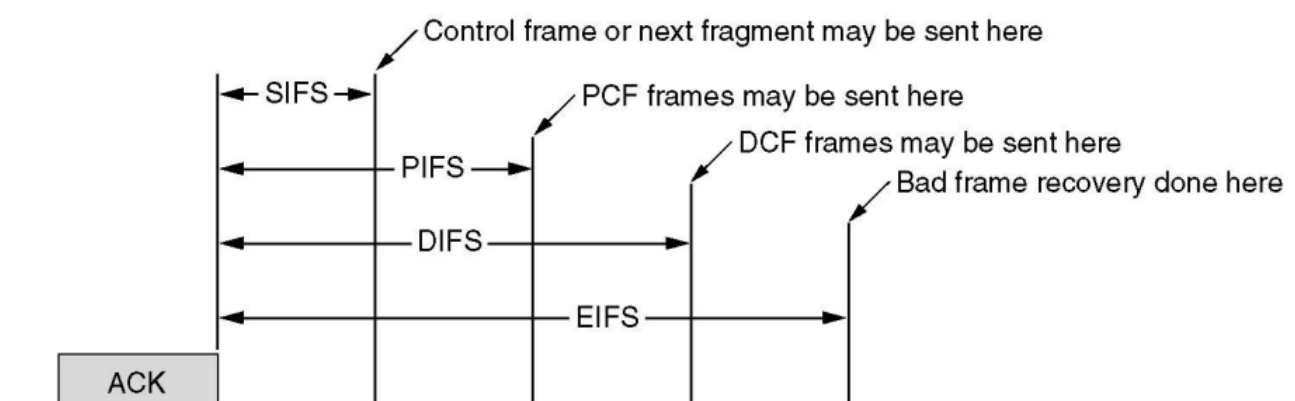 Control frame or next fragment may be sent here
SIFS
PCF frames may be sent here
DCF frames may be sent here
PIFS
Bad frame recovery done here
DIFS
EIFS
ACK